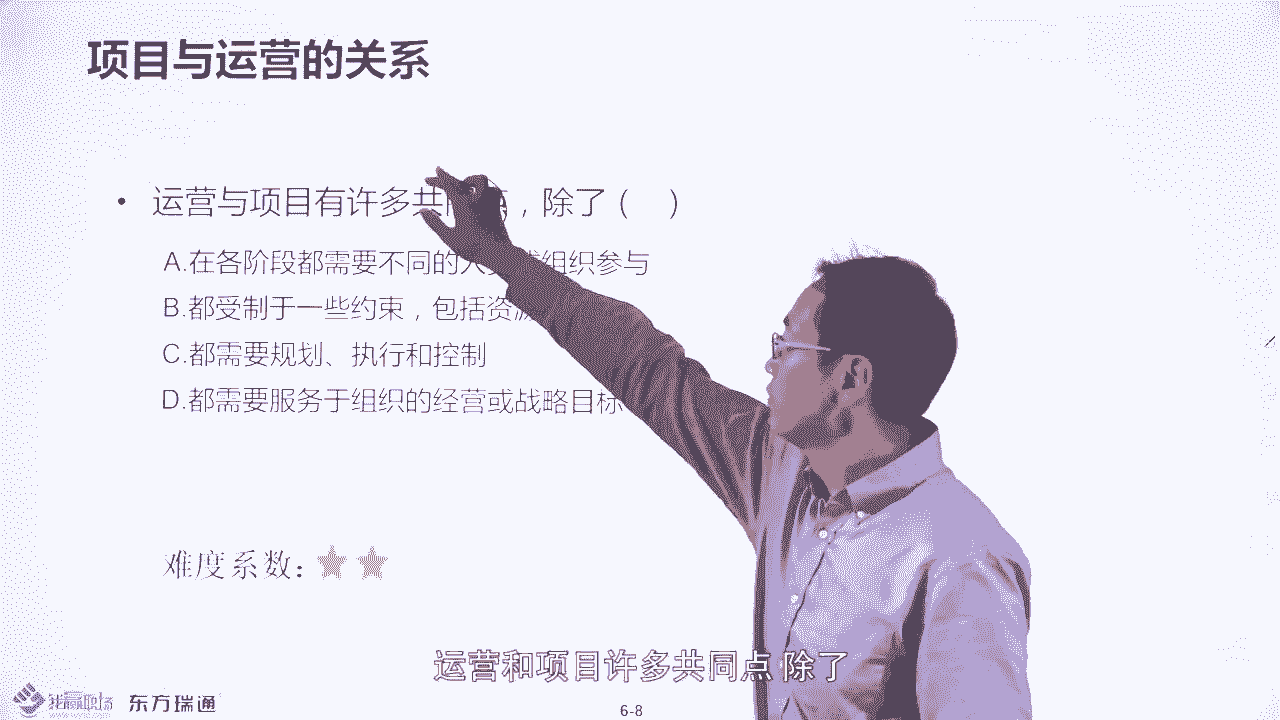 项目与运营的关系
• 运营与项目有许多共同点，除了（ ）
A.在各阶段都需要不同的人 组织参与
B.都受制于一些约束，包括资源
C.都需要规划、执行和控制
D.都需要服务于组织的经营或战略目标
难度系数：★★
运营和项目许多共同点 除了
东方瑞通
6-8